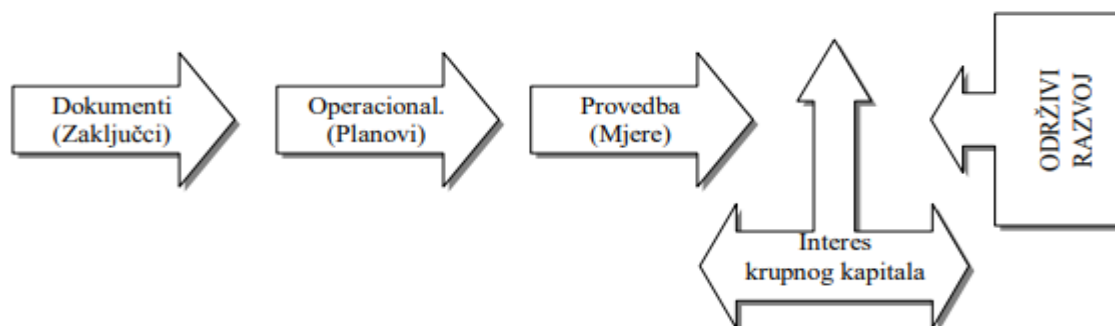 Dokumenti
(Zaključci)
Operacional.
(Planovi)
Provedba
(Mjere)
Interes
krupnog kapitala
ODRŽIVI
RAZVOJ